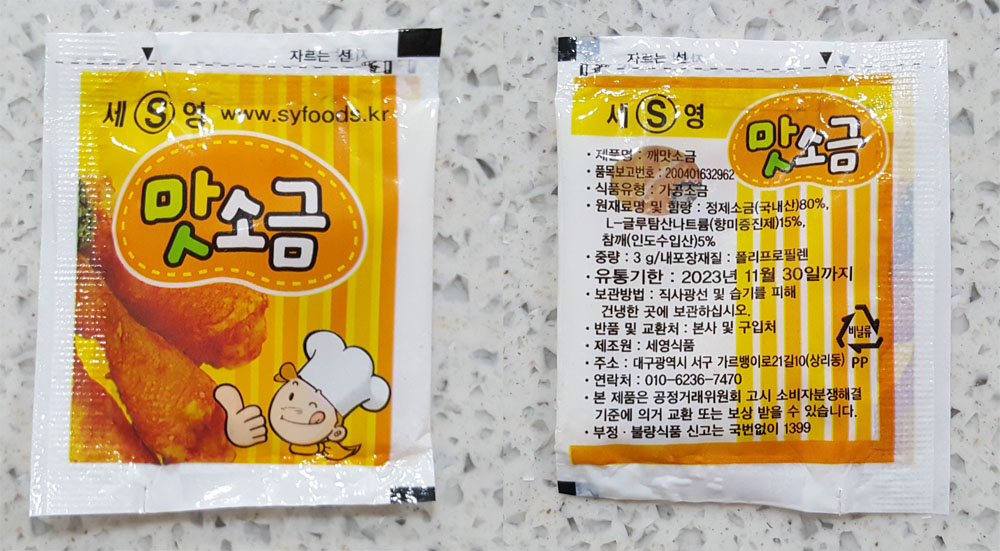 자르는 선
세 S 영 www.syfoods.kr
맛소금
자르는 선
세 S 영
맛소금
• 제품명 : 깨맛소금
• 품목보고번호 : 200401632962
• 식품유형 : 가공소금
• 원재료명 및 함량 : 정제소금(국내산)80%,
L-글루탐산나트륨(향미증진제)15%,
참깨(인도수입산)5%
• 중량 : 3 g/내포장재질 : 폴리프로필렌
• 유통기한 : 2023년 11월 30일까지
• 보관방법 : 직사광선 및 습기를 피해
건냉한 곳에 보관하십시오.
• 반품 및 교환처 : 본사 및 구입처
• 제조원 : 세영식품
• 주소 : 대구광역시 서구 가르뱅이로21길10(상리동)
• 연락처 : 010-6236-7470
• 본 제품은 공정거래위원회 고시 소비자분쟁해결
기준에 의거 교환 또는 보상 받을 수 있습니다.
• 부정 · 불량식품 신고는 국번없이 1399
비닐류
PP